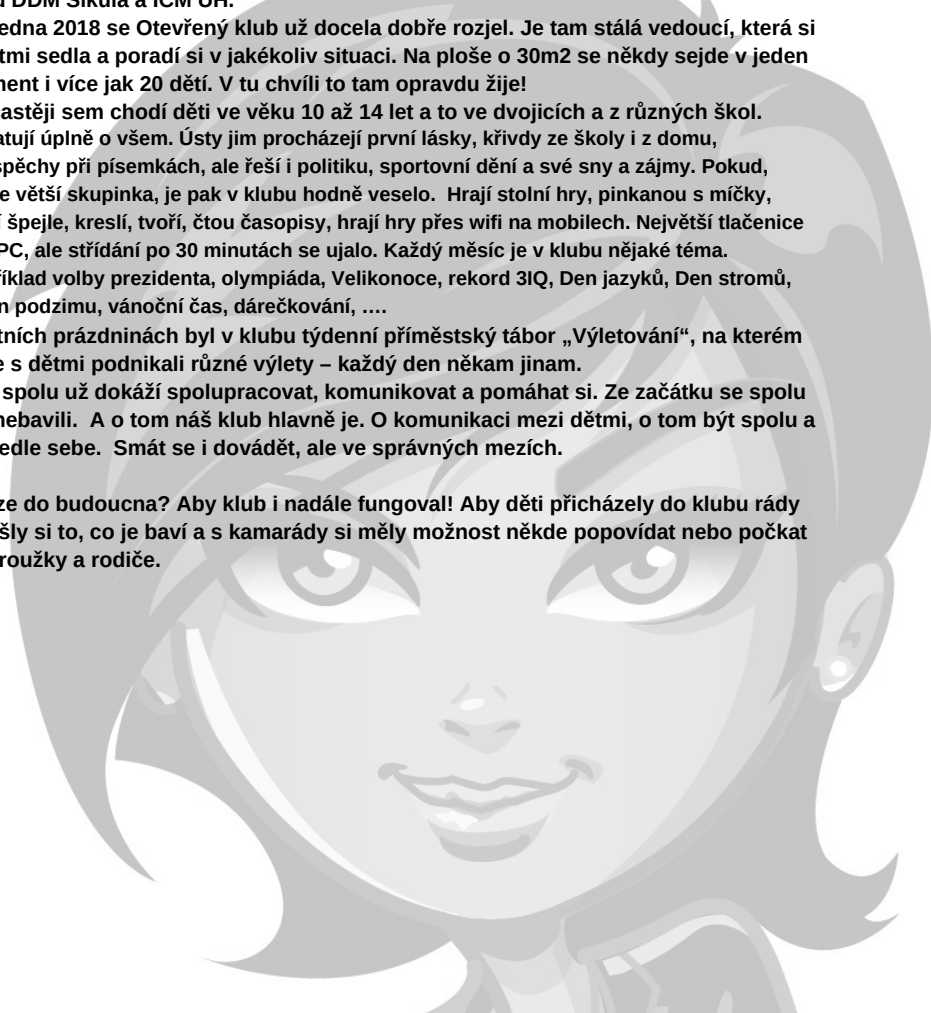 DDM Šikula a ICM UH.
edna 2018 se Otevřený klub už docela dobře rozjel. Je tam stálá vedoucí, která si
tmi sedla a poradí si v jakékoliv situaci. Na ploše o 30m2 se někdy sejde v jeden
ment i více jak 20 dětí. V tu chvíli to tam opravdu žije!
častěji sem chodí děti ve věku 10 až 14 let a to ve dvojicích a z různých škol.
atují úplně o všem. Ústy jim procházejí první lásky, křivdy ze školy i z domu,
spěchy při písemkách, ale řeší i politiku, sportovní dění a své sny a zájmy. Pokud,
e větší skupinka, je pak v klubu hodně veselo. Hrají stolní hry, pinkanou s míčky,
í špejle, kreslí, tvoří, čtou časopisy, hrají hry přes wifi na mobilech. Největší tlačenice
PC, ale střídání po 30 minutách se ujalo. Každý měsíc je v klubu nějaké téma.
říklad volby prezidenta, olympiáda, Velikonoce, rekord 3IQ, Den jazyků, Den stromů,
n podzimu, vánoční čas, dárečkování, ….
tních prázdninách byl v klubu týdenní příměstský tábor „Výletování“, na kterém
e s dětmi podnikali různé výlety – každý den někam jinam.
spolu už dokáží spolupracovat, komunikovat a pomáhat si. Ze začátku se spolu
nebavili. A o tom náš klub hlavně je. O komunikaci mezi dětmi, o tom být spolu a
edle sebe. Smát se i dovádět, ale ve správných mezích.
ze do budoucna? Aby klub i nadále fungoval! Aby děti přicházely do klubu rády
šly si to, co je baví a s kamarády si měly možnost někde popovídat nebo počkat
roužky a rodiče.